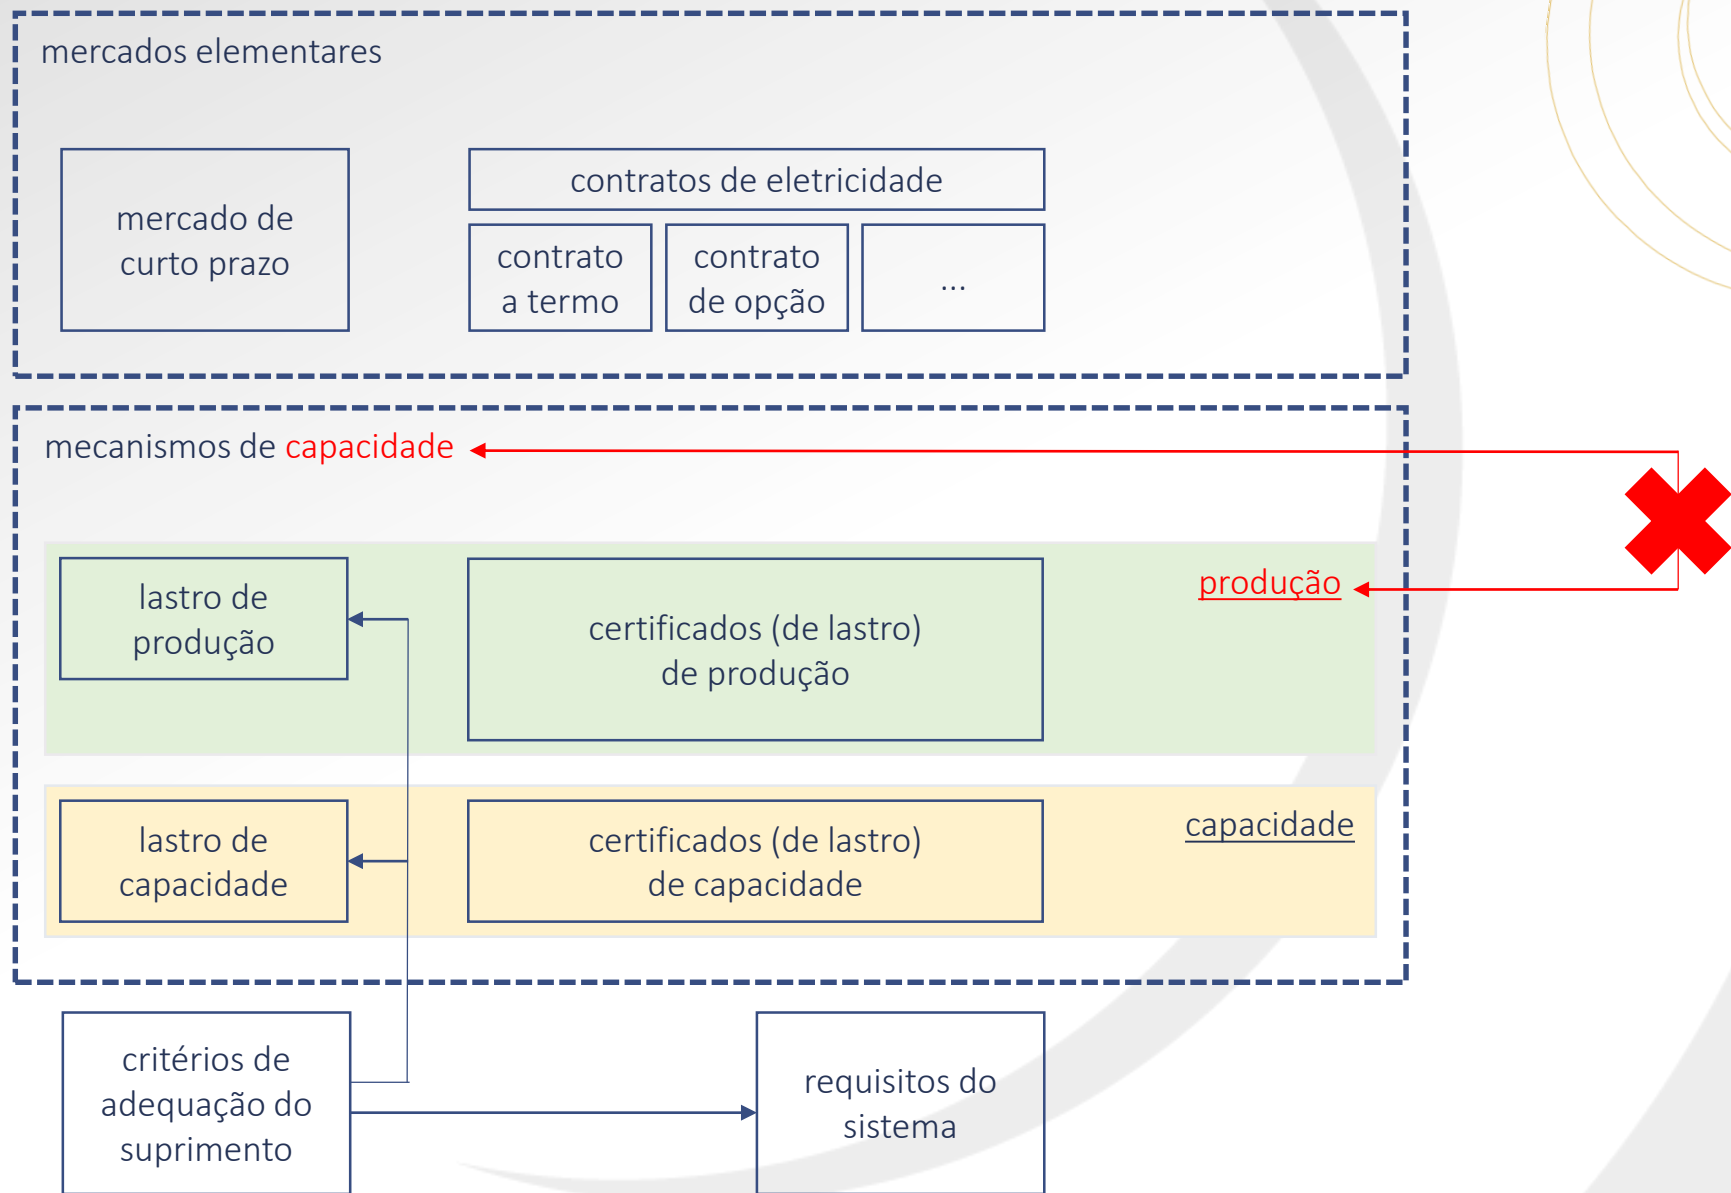 mercados elementares
mercado de
curto prazo
contratos de eletricidade
contrato
a termo
contrato
de opção
...
mecanismos de capacidade
lastro de
produção
certificados (de lastro)
de produção
produção
lastro de
capacidade
certificados (de lastro)
de capacidade
capacidade
critérios de
adequação do
suprimento
requisitos do
sistema